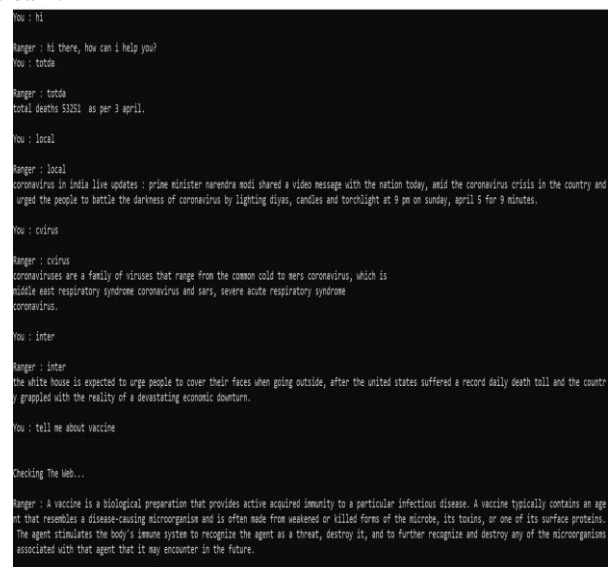 You : hi
Ranger : hi there, how can i help you?
You : totda
Ranger : totda
total deaths 53251 as per 3 april.
You : local
Ranger : local
coronavirus in india live updates : prime minister narendra modi shared a video message with the nation today, amid the coronavirus crisis in the country and
urged the people to battle the darkness of coronavirus by lighting diyas, candles and torchlight at 9 pm on sunday, april 5 for 9 minutes.
You : cvirus
Ranger : cvirus
coronaviruses are a family of viruses that range from the common cold to mers coronavirus, which is
middle east respiratory syndrome coronavirus and sars, severe acute respiratory syndrome
coronavirus.
You : inter
Ranger : inter
the white house is expected to urge people to cover their faces when going outside, after the united states suffered a record daily death toll and the countr
y grappled with the reality of a devastating economic downturn.
You : tell me about vaccine
Checking The Web...
Ranger : A vaccine is a biological preparation that provides active acquired immunity to a particular infectious disease. A vaccine typically contains an age
nt that resembles a disease-causing microorganism and is often made from weakened or killed forms of the microbe, its toxins, or one of its surface proteins.
The agent stimulates the body's immune system to recognize the agent as a threat, destroy it, and to further recognize and destroy any of the microorganisms
associated with that agent that it may encounter in the future.